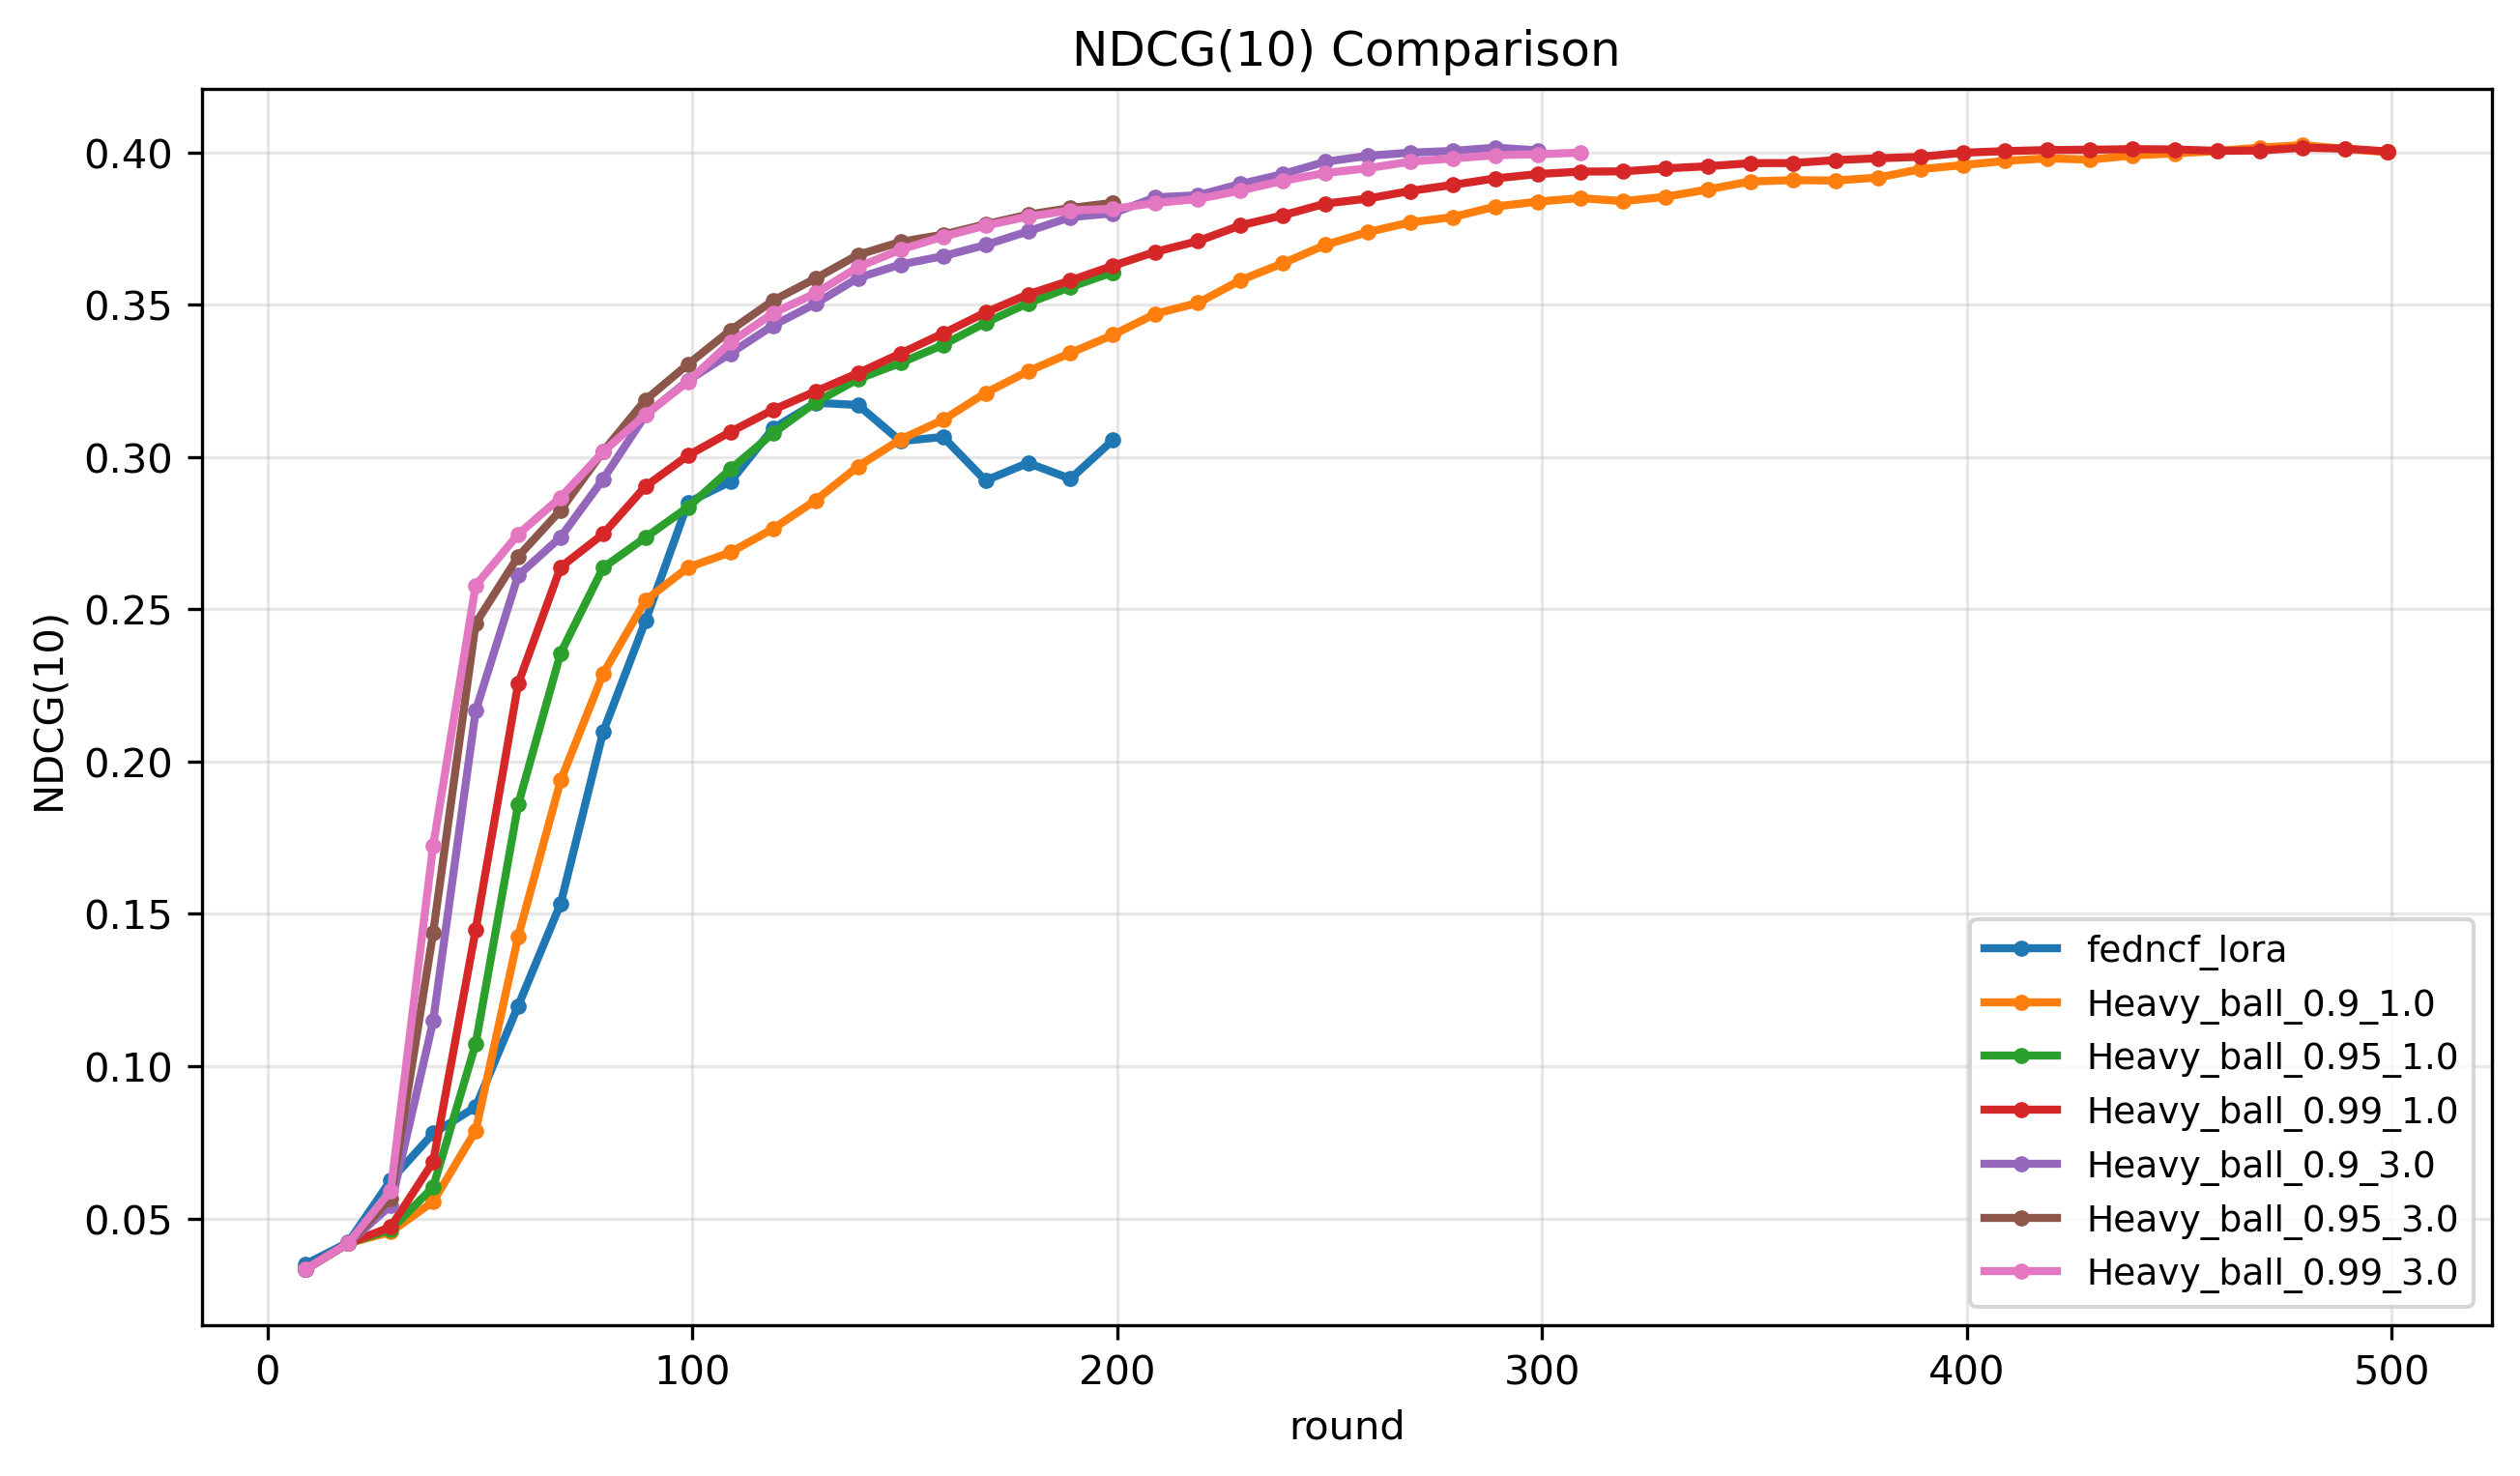 NDCG(10) Comparison
NDCG(10)
0.40
0.35
0.30
0.25
0.20
0.15
0.10
0.05
0
100
200
300
400
500
round
fedncf_lora
Heavy_ball_0.9_1.0
Heavy_ball_0.95_1.0
Heavy_ball_0.99_1.0
Heavy_ball_0.9_3.0
Heavy_ball_0.95_3.0
Heavy_ball_0.99_3.0